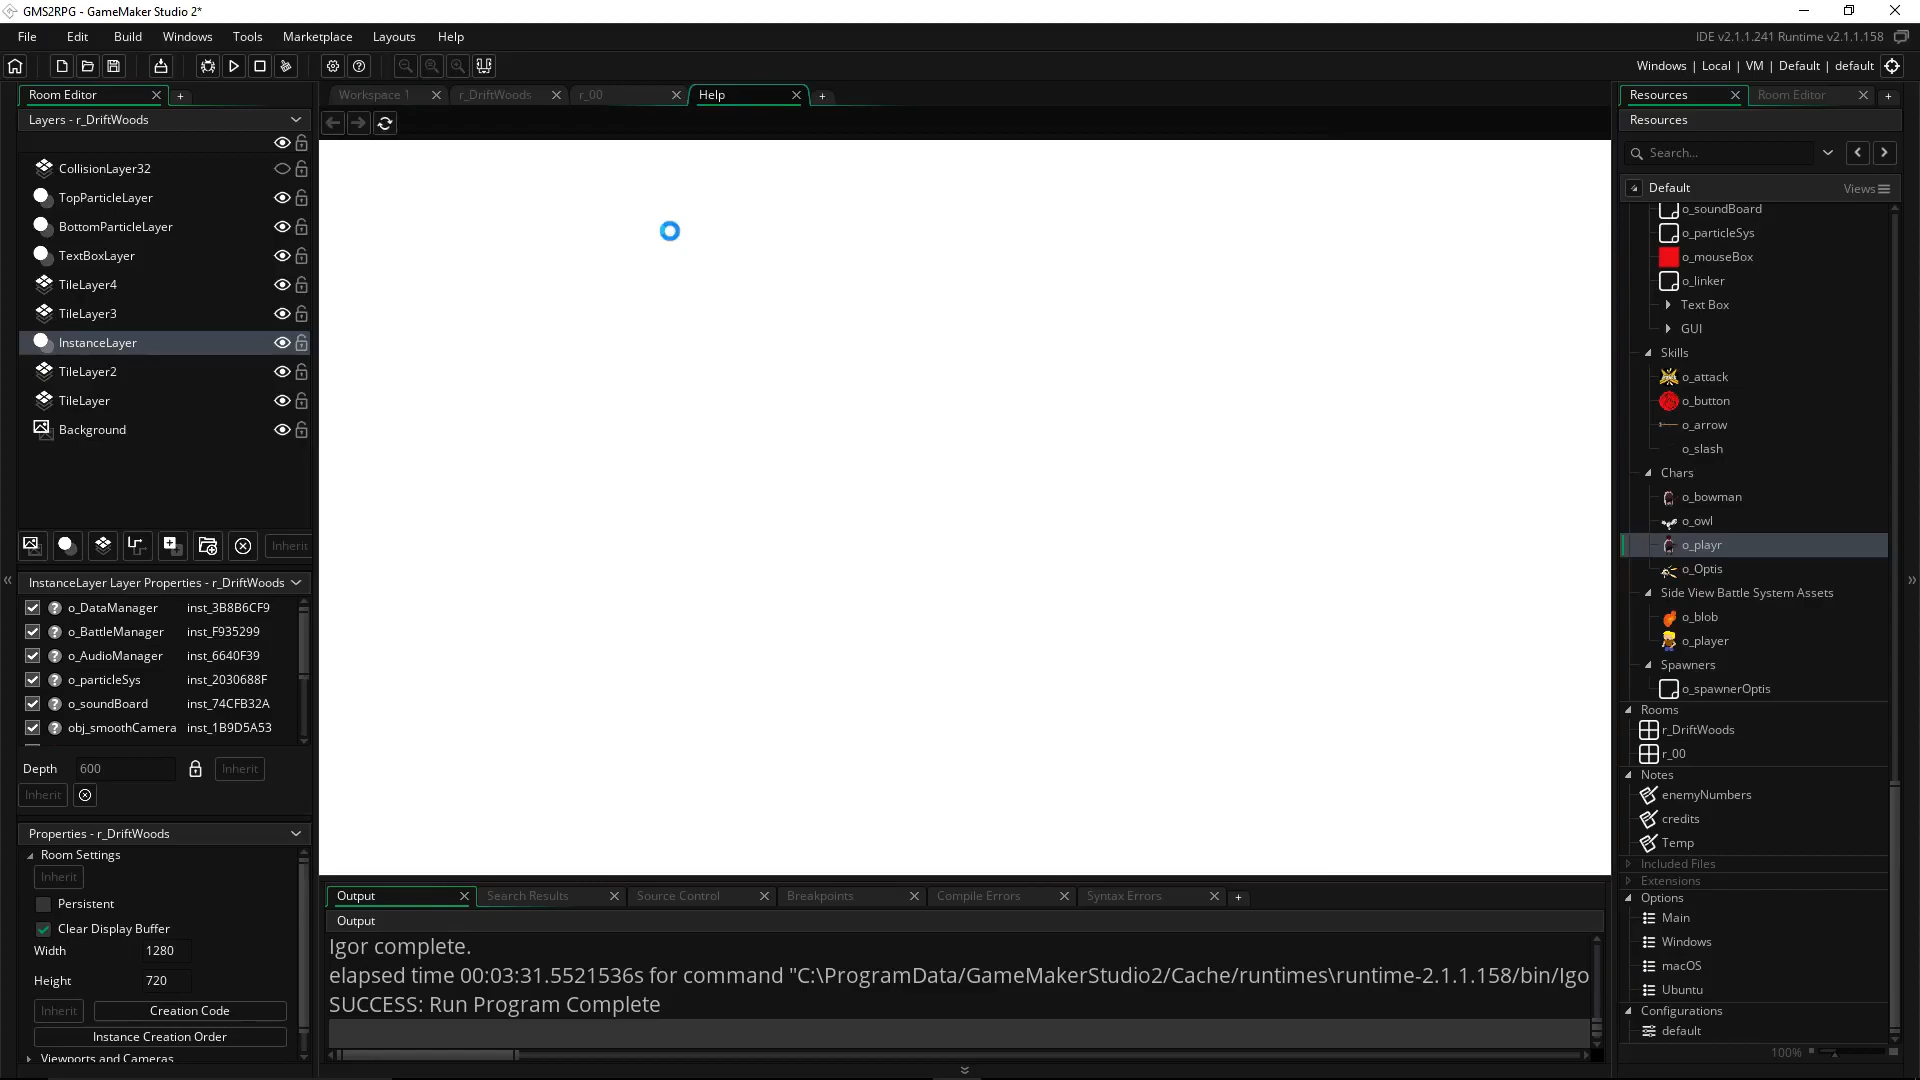 GMS2RPG - GameMaker Studio 2*
File Edit Build Windows Tools Marketplace Layouts Help
IDE v2.1.1.241 Runtime v2.1.1.158
Windows | Local | VM | Default | default
Room Editor
Workspace 1
r_DriftWoods
r_00
Help
Resources
Room Editor
Layers - r_DriftWoods
CollisionLayer32
TopParticleLayer
BottomParticleLayer
TextBoxLayer
TileLayer4
TileLayer3
InstanceLayer
TileLayer2
TileLayer
Background
Inherit
InstanceLayer Layer Properties - r_DriftWoods
o_DataManager inst_3B8B6CF9
o_BattleManager inst_F935299
o_AudioManager inst_6640F39
o_particleSys inst_2030688F
o_soundBoard inst_74CFB32A
obj_smoothCamera inst_1B9D5A53
Depth 600 Inherit
Inherit
Properties - r_DriftWoods
Room Settings
Inherit
Persistent
Clear Display Buffer
Width 1280
Height 720
Inherit Creation Code
Instance Creation Order
Viewports and Cameras
Output
Search Results
Source Control
Breakpoints
Compile Errors
Syntax Errors
Output
Igor complete.
elapsed time 00:03:31.5521536s for command "C:\ProgramData/GameMakerStudio2/Cache/runtimes\runtime-2.1.1.158/bin/Igo
SUCCESS: Run Program Complete
Resources
Search...
Default Views
o_soundBoard
o_particleSys
o_mouseBox
o_linker
Text Box
GUI
Skills
o_attack
o_button
o_arrow
o_slash
Chars
o_bowman
o_owl
o_playr
o_Optis
Side View Battle System Assets
o_blob
o_player
Spawners
o_spawnerOptis
Rooms
r_DriftWoods
r_00
Notes
enemyNumbers
credits
Temp
Included Files
Extensions
Options
Main
Windows
macOS
Ubuntu
Configurations
default
100%